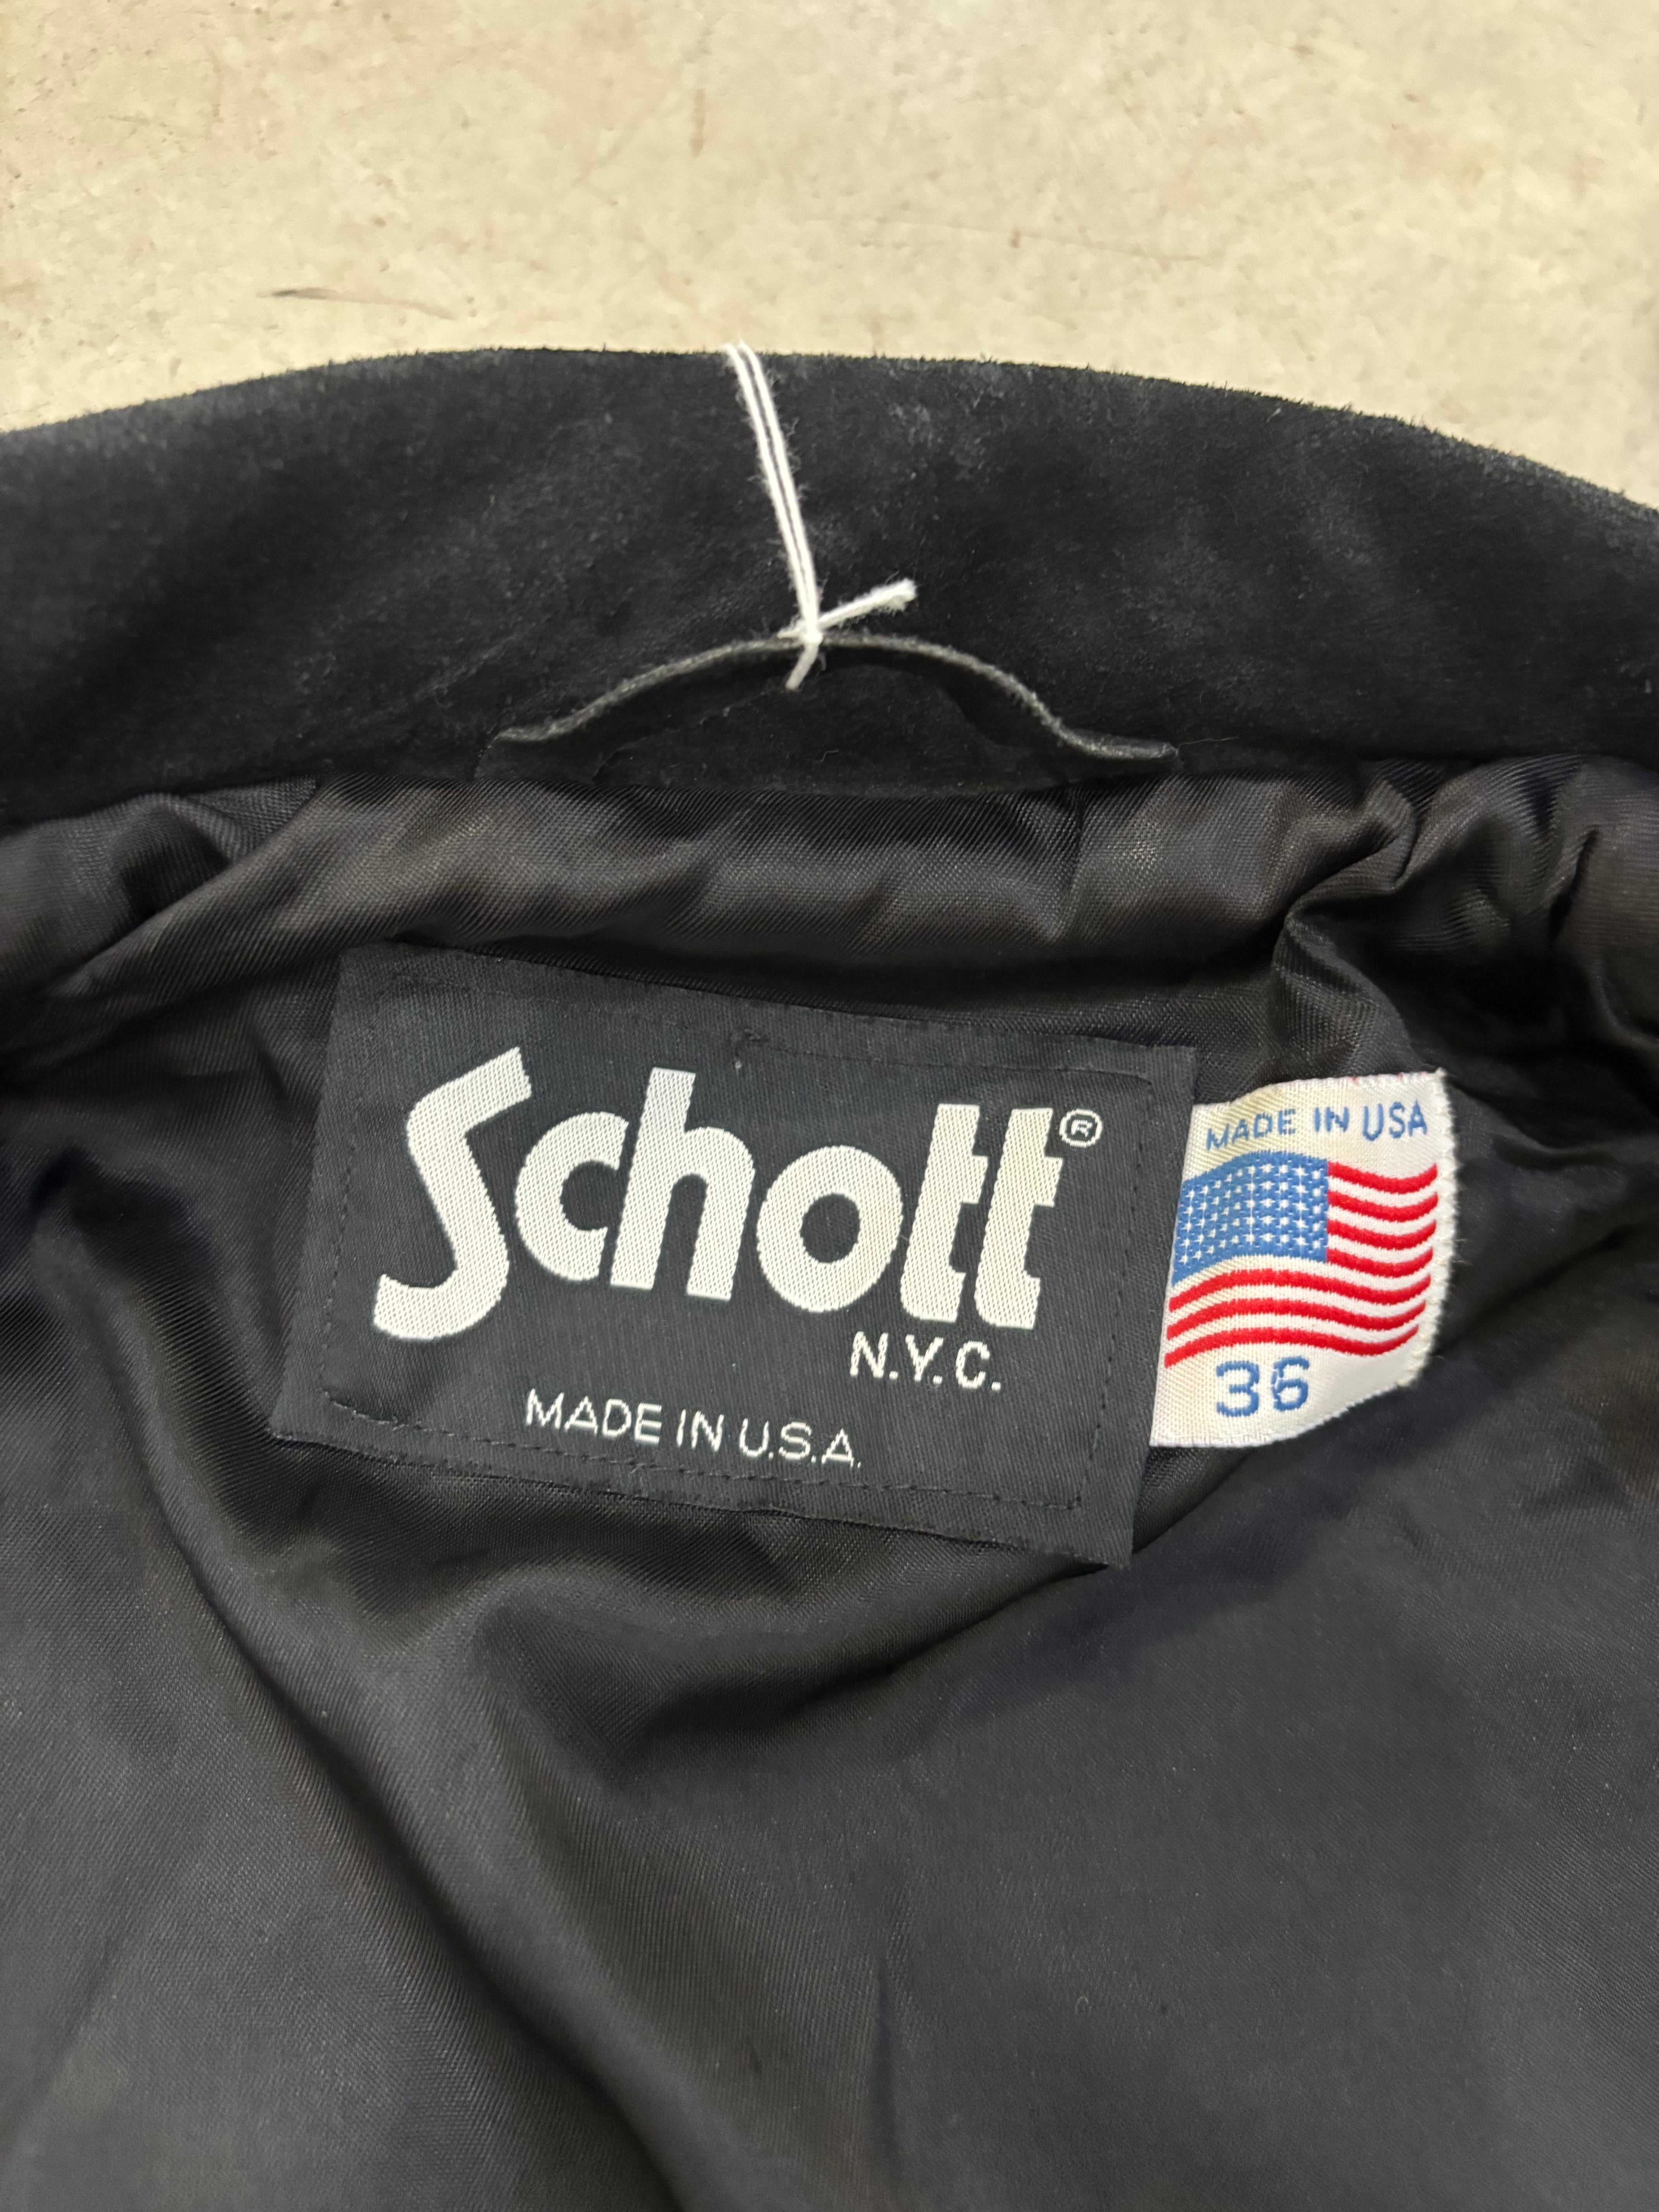 Schott®
N.Y.C.
MADE IN U.S.A.
MADE IN USA
36